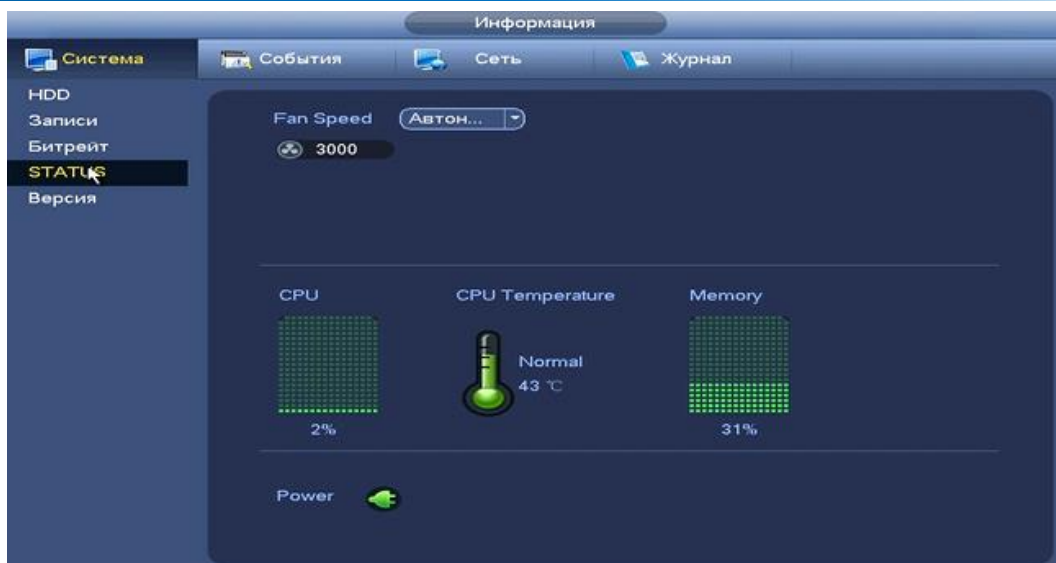 Информация
Система События Сеть Журнал
HDD
Записи
Битрейт
STATUS
Версия
Fan Speed Автон...
3000
CPU CPU Temperature Memory
Normal
43 °C
2% 31%
Power